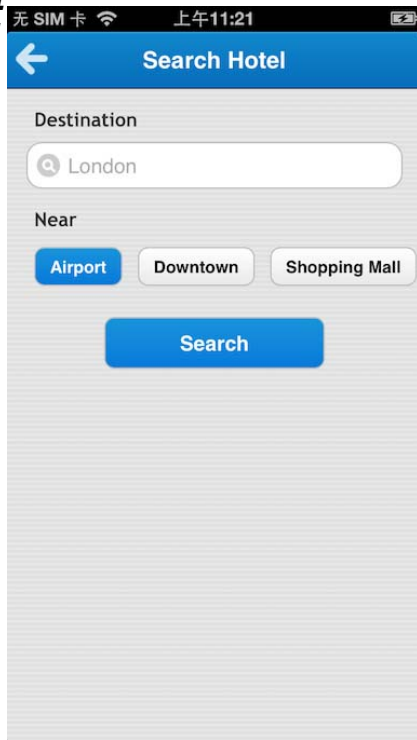 无 SIM 卡 上午11:21
Search Hotel
Destination
London
Near
Airport Downtown Shopping Mall
Search